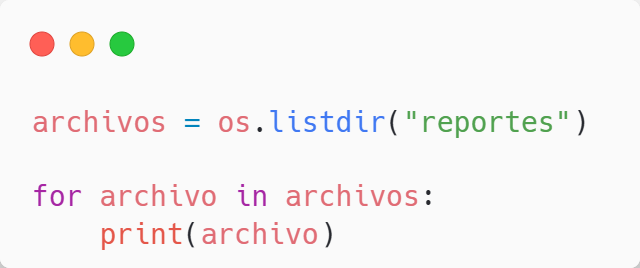 archivos = os.listdir("reportes")
for archivo in archivos:
    print(archivo)